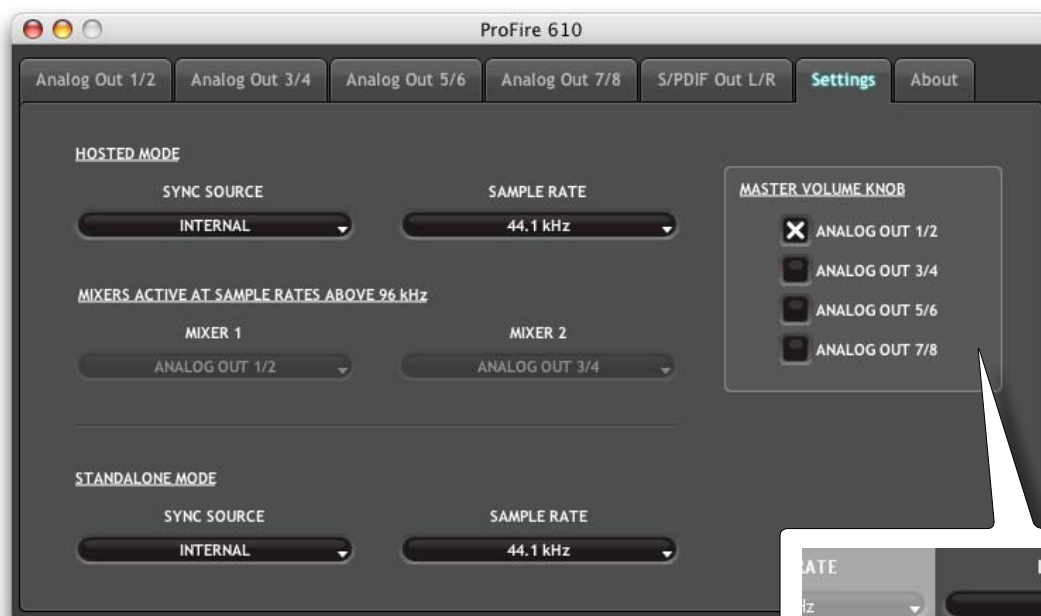 ProFire 610
Analog Out 1/2 Analog Out 3/4 Analog Out 5/6 Analog Out 7/8 S/PDIF Out L/R Settings About
HOSTED MODE
SYNC SOURCE SAMPLE RATE
INTERNAL 44.1 kHz
MIXERS ACTIVE AT SAMPLE RATES ABOVE 96 kHz
MIXER 1 MIXER 2
ANALOG OUT 1/2 ANALOG OUT 3/4
STANDALONE MODE
SYNC SOURCE SAMPLE RATE
INTERNAL 44.1 kHz
MASTER VOLUME KNOB
ANALOG OUT 1/2
ANALOG OUT 3/4
ANALOG OUT 5/6
ANALOG OUT 7/8